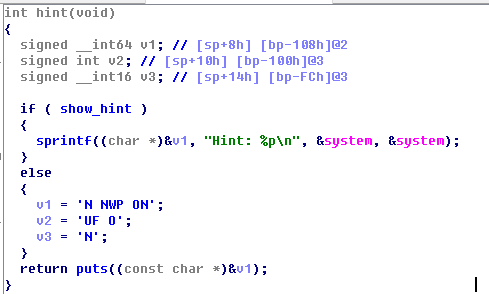 int hint(void)
{
signed __int64 v1; // [sp+8h] [bp-108h]@2
signed int v2; // [sp+10h] [bp-100h]@3
signed __int16 v3; // [sp+14h] [bp-FCh]@3
if ( show_hint )
{
sprintf((char *)&v1, "Hint: %p\n", &system, &system);
}
else
{
v1 = 'N NWP ON';
v2 = 'UF O';
v3 = 'N';
}
return puts((const char *)&v1);
}